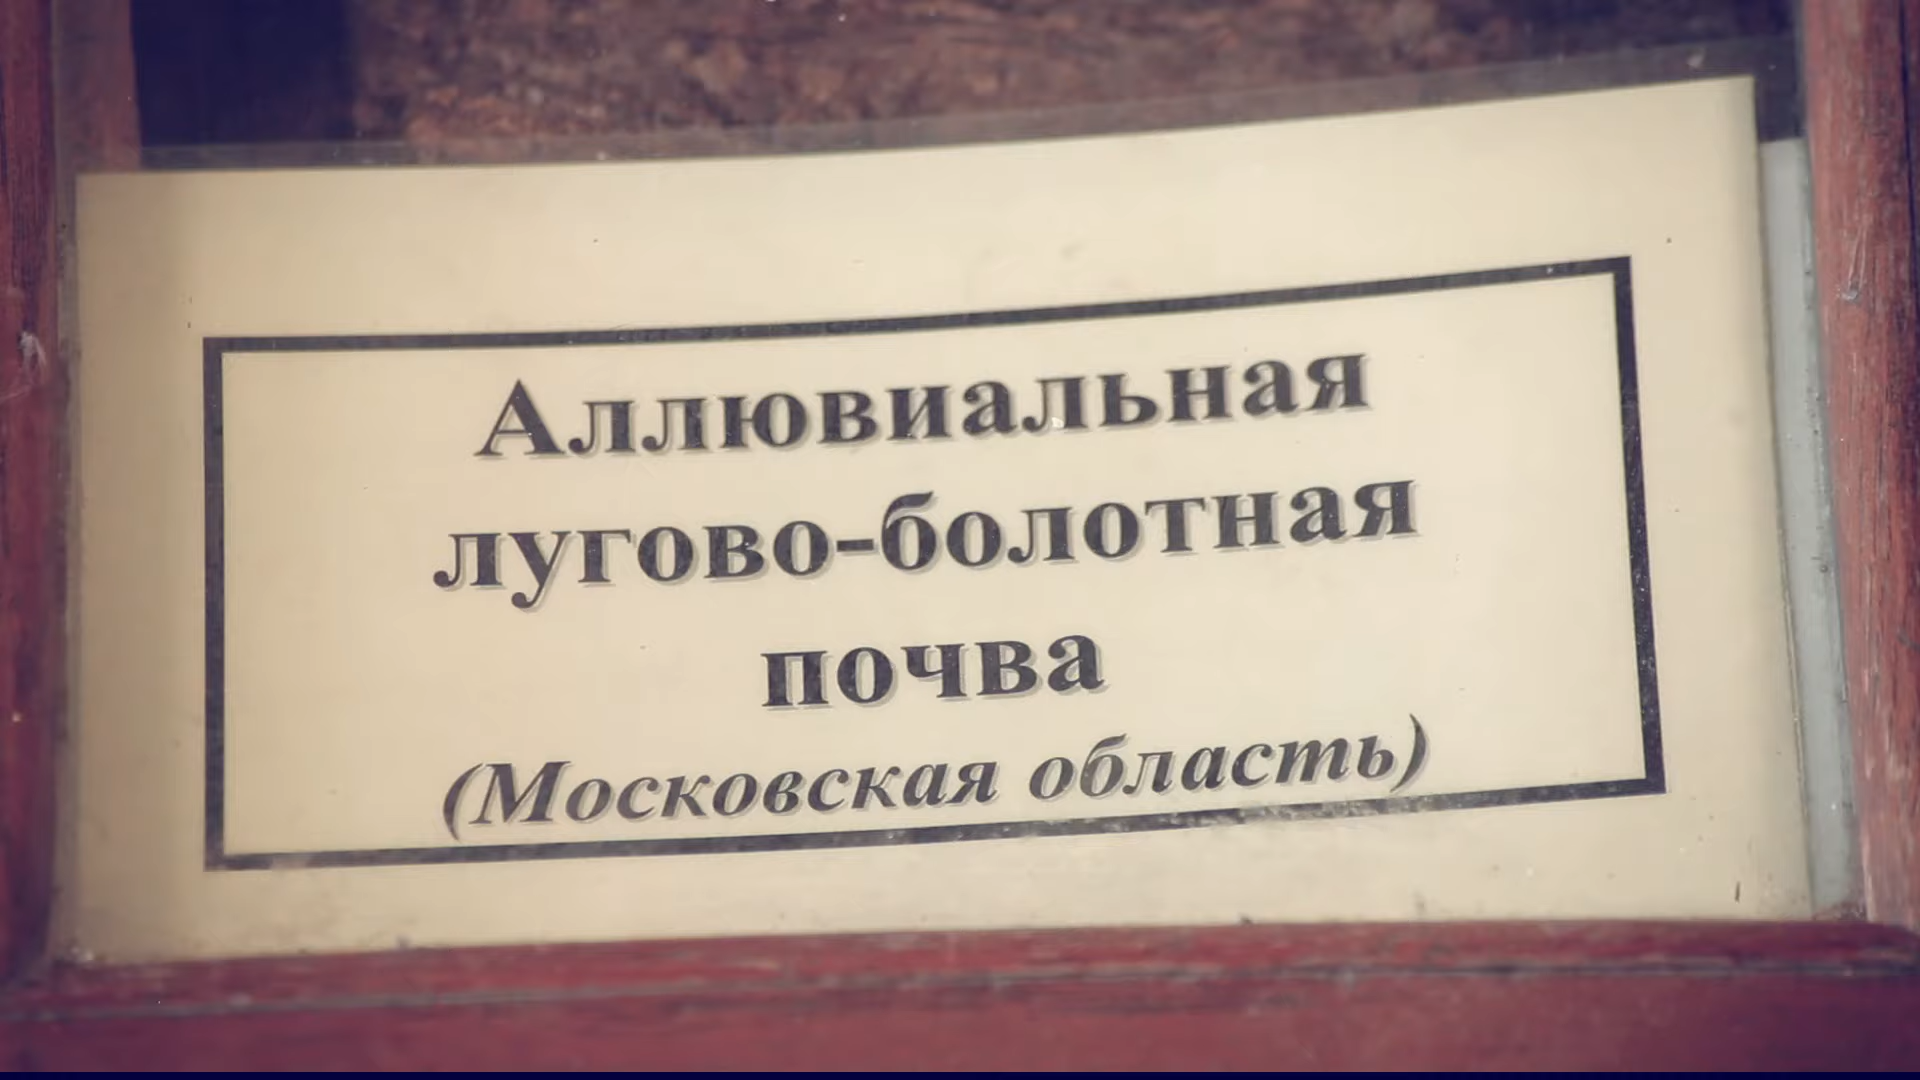 Аллювиальная
лугово-болотная
почва
(Московская область)